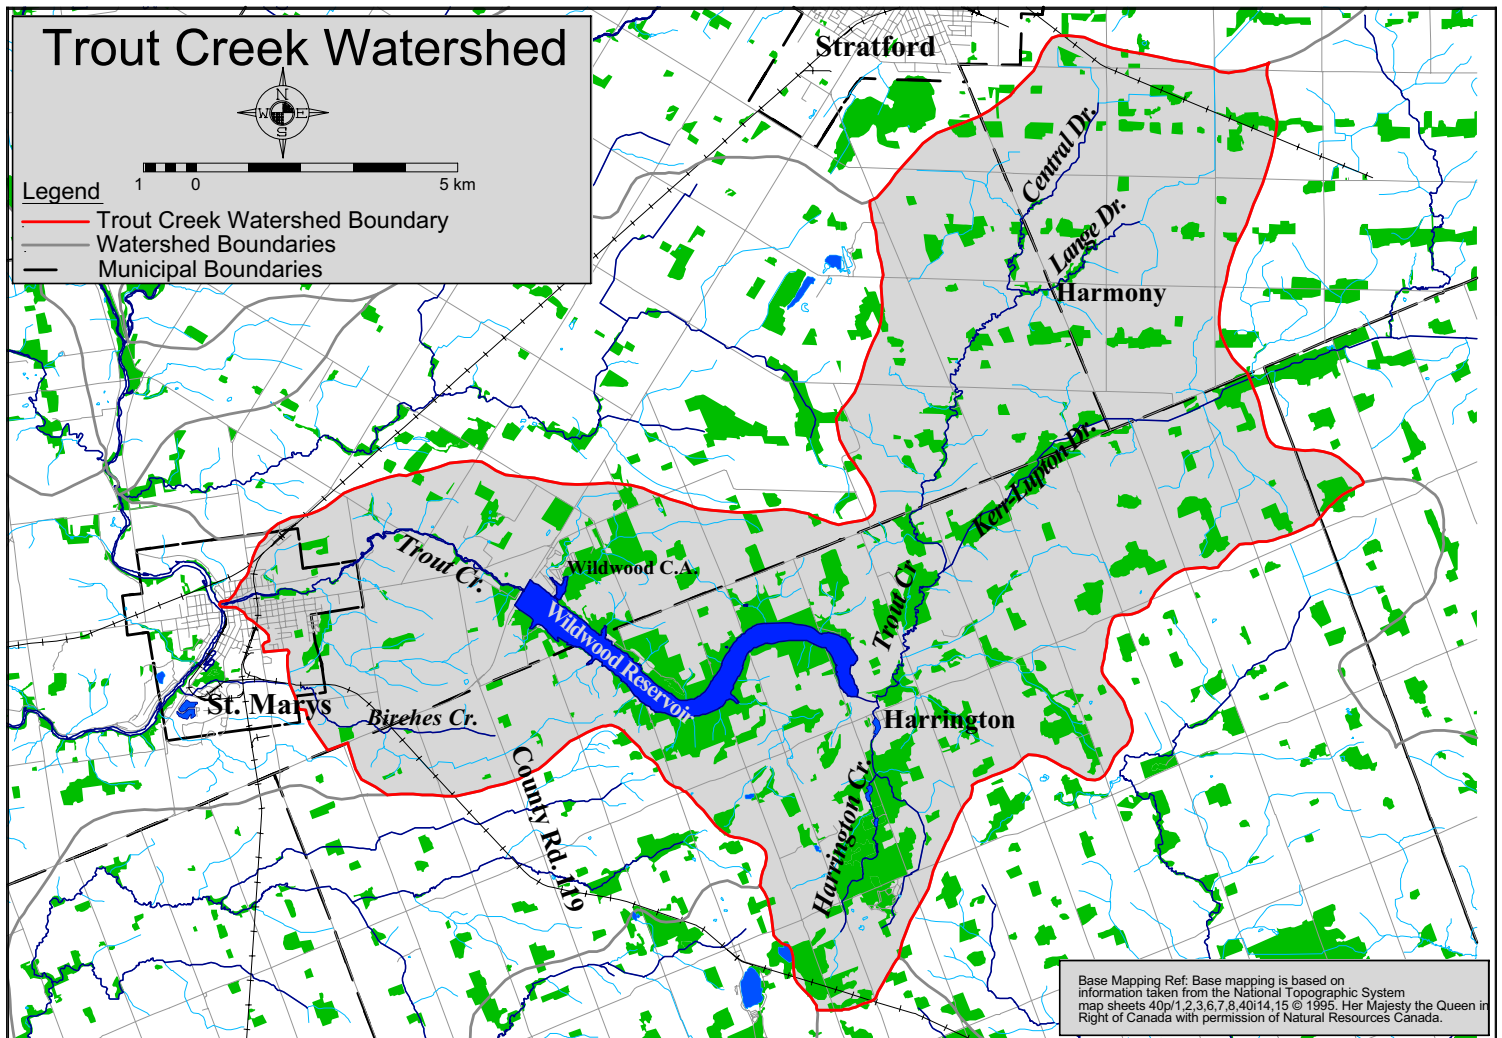 Trout Creek Watershed
N
W E
S
1 0 5 km
Legend
Trout Creek Watershed Boundary
Watershed Boundaries
Municipal Boundaries
Stratford
Central Dr.
Lange Dr.
Harmony
Kerr-Lupton Dr.
Trout Cr.
Wildwood C.A.
Wildwood Reservoir
Trout Cr
St. Marys
Birches Cr.
Harrington
County Rd. 119
Harrington Cr.
Base Mapping Ref: Base mapping is based on
information taken from the National Topographic System
map sheets 40p/1,2,3,6,7,8,40i14,15 © 1995. Her Majesty the Queen in
Right of Canada with permission of Natural Resources Canada.